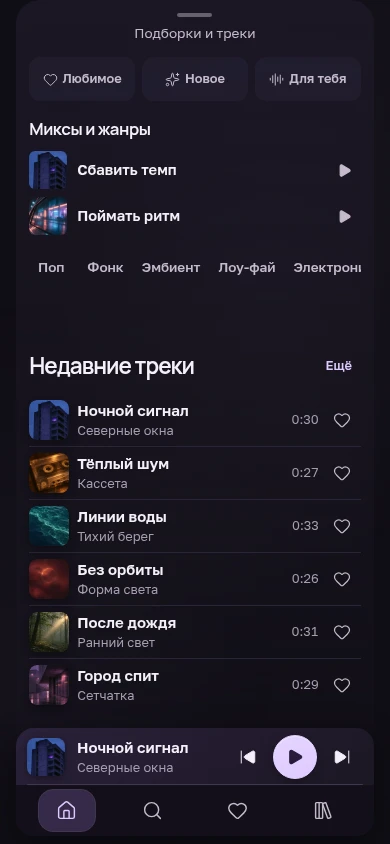 Подборки и треки
Любимое
Новое
Для тебя
Миксы и жанры
Сбавить темп
Поймать ритм
Поп Фонк Эмбиент Лоу-фай Электрони
Недавние треки Ещё
Ночной сигнал
Северные окна
0:30
Тёплый шум
Кассета
0:27
Линии воды
Тихий берег
0:33
Без орбиты
Форма света
0:26
После дождя
Ранний свет
0:31
Город спит
Сетчатка
0:29
Ночной сигнал
Северные окна